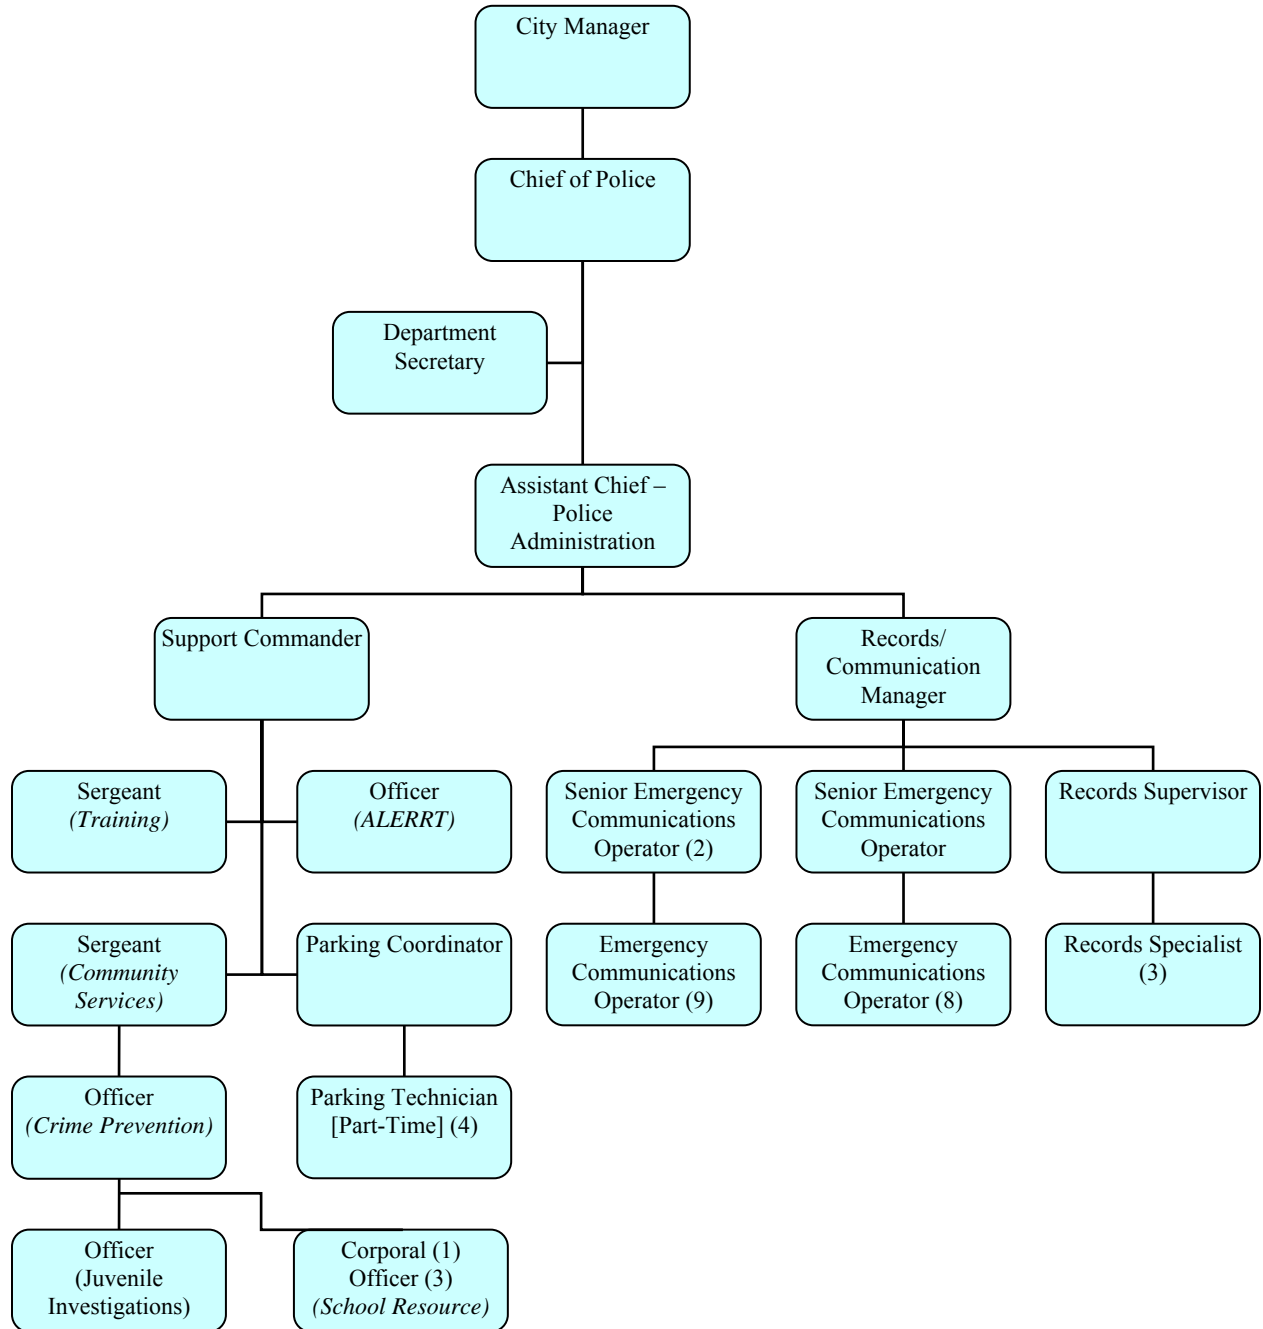 City Manager
Chief of Police
Department
Secretary
Assistant Chief –
Police
Administration
Support Commander
Records/
Communication
Manager
Sergeant
(Training)
Officer
(ALERRT)
Senior Emergency
Communications
Operator (2)
Senior Emergency
Communications
Operator
Records Supervisor
Sergeant
(Community
Services)
Parking Coordinator
Emergency
Communications
Operator (9)
Emergency
Communications
Operator (8)
Records Specialist
(3)
Officer
(Crime Prevention)
Parking Technician
[Part-Time] (4)
Officer
(Juvenile
Investigations)
Corporal (1)
Officer (3)
(School Resource)